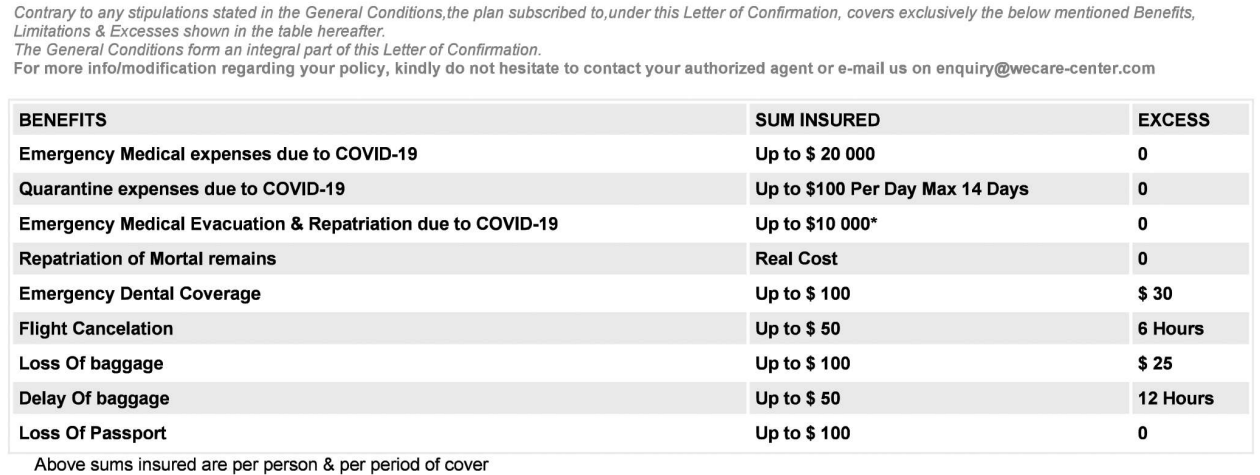 Contrary to any stipulations stated in the General Conditions,the plan subscribed to,under this Letter of Confirmation, covers exclusively the below mentioned Benefits,
Limitations & Excesses shown in the table hereafter.
The General Conditions form an integral part of this Letter of Confirmation.
For more info/modification regarding your policy, kindly do not hesitate to contact your authorized agent or e-mail us on enquiry@wecare-center.com
BENEFITS SUM INSURED EXCESS
Emergency Medical expenses due to COVID-19 Up to $ 20 000 0
Quarantine expenses due to COVID-19 Up to $100 Per Day Max 14 Days 0
Emergency Medical Evacuation & Repatriation due to COVID-19 Up to $10 000* 0
Repatriation of Mortal remains Real Cost 0
Emergency Dental Coverage Up to $ 100 $ 30
Flight Cancelation Up to $ 50 6 Hours
Loss Of baggage Up to $ 100 $ 25
Delay Of baggage Up to $ 50 12 Hours
Loss Of Passport Up to $ 100 0
Above sums insured are per person & per period of cover